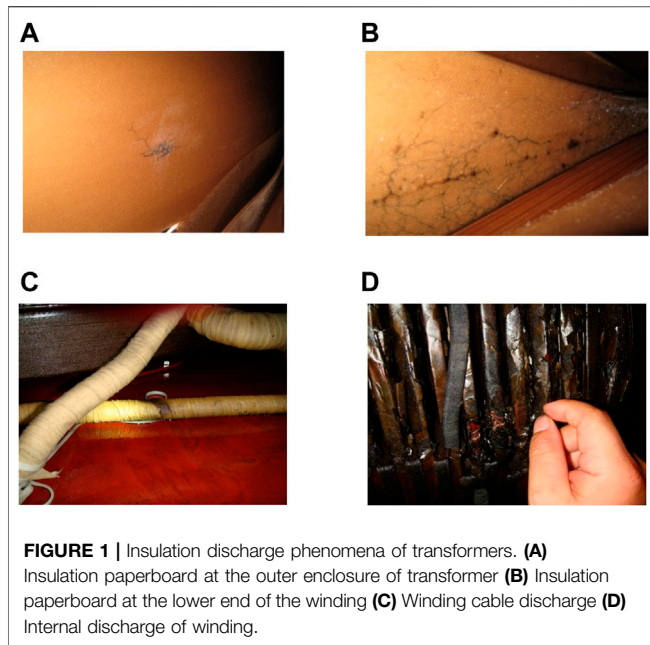 A
B
C
D
FIGURE 1 | Insulation discharge phenomena of transformers. (A)
Insulation paperboard at the outer enclosure of transformer (B) Insulation
paperboard at the lower end of the winding (C) Winding cable discharge (D)
Internal discharge of winding.